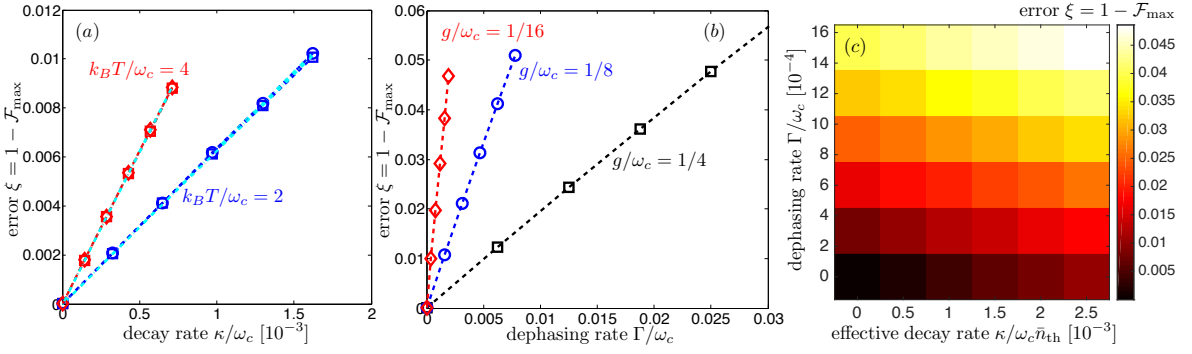 (a)
k_BT/ω_c = 4
k_BT/ω_c = 2
error ξ = 1 − F_max
0.012
0.01
0.008
0.006
0.004
0.002
0
0 0.5 1 1.5 2
decay rate κ/ω_c [10⁻³]
(b)
g/ω_c = 1/16
g/ω_c = 1/8
g/ω_c = 1/4
error ξ = 1 − F_max
0.06
0.05
0.04
0.03
0.02
0.01
0.00
0 0.005 0.01 0.015 0.02 0.025 0.03
dephasing rate Γ/ω_c
error ξ = 1 − F_max
(c)
dephasing rate Γ/ω_c [10⁻⁴]
16
14
12
10
8
6
4
2
0
0 0.5 1 1.5 2 2.5
effective decay rate κ/ω_c n̄_th [10⁻³]
0.045
0.04
0.035
0.03
0.025
0.02
0.015
0.01
0.005